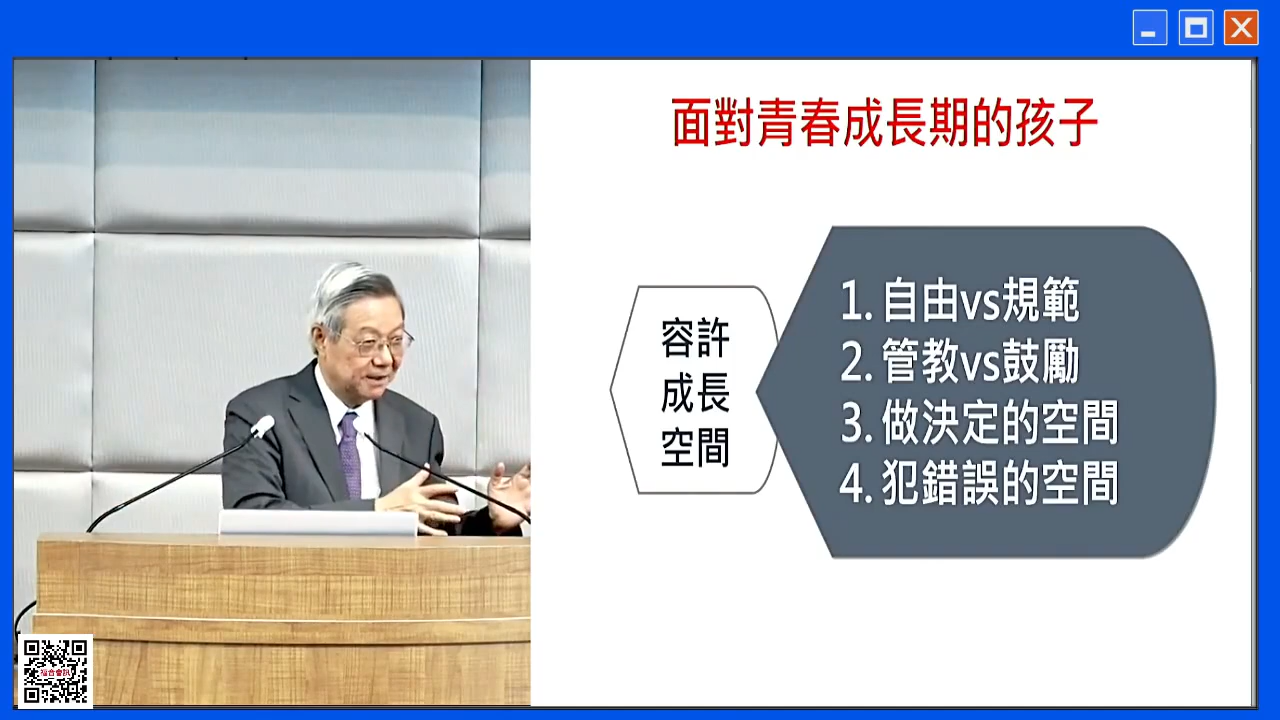 面對青春成長期的孩子
容許
成長
空間
1. 自由vs規範
2. 管教vs鼓勵
3. 做決定的空間
4. 犯錯誤的空間